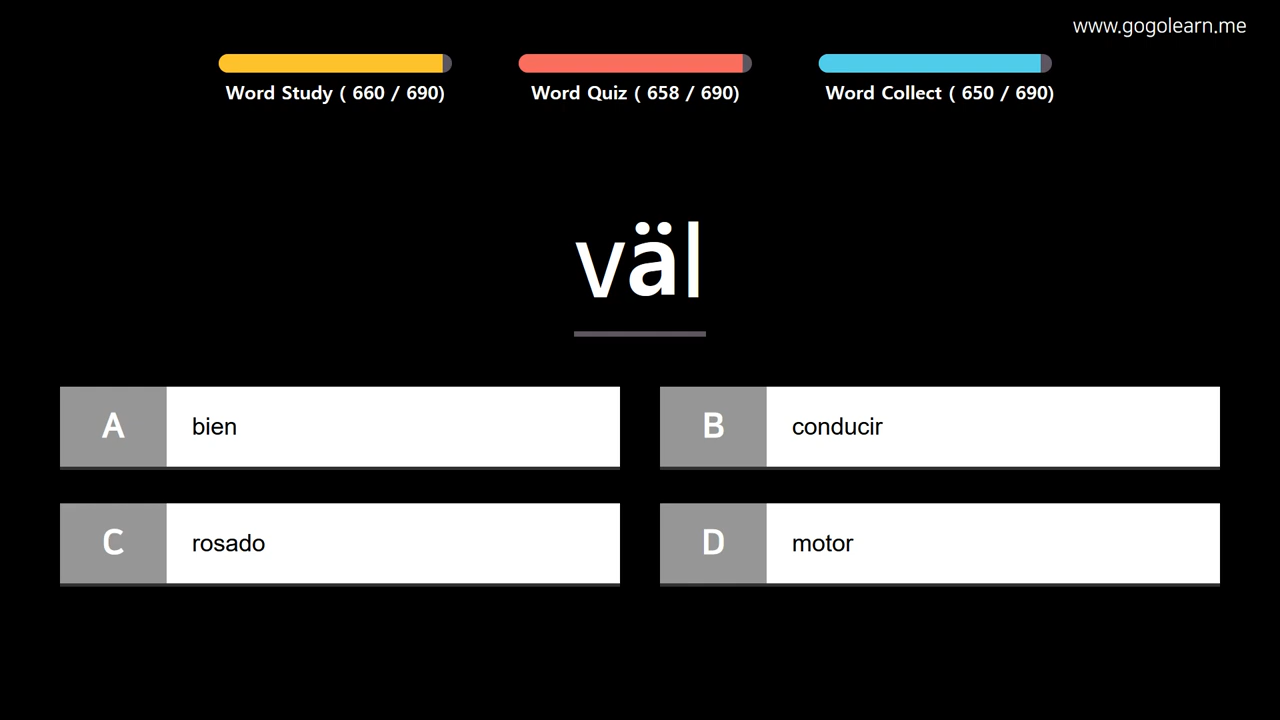 www.gogolearn.me
Word Study ( 660 / 690)
Word Quiz ( 658 / 690)
Word Collect ( 650 / 690)
väl
A bien
B conducir
C rosado
D motor